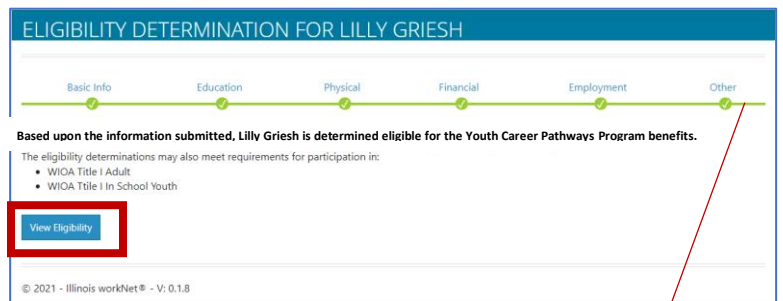 ELIGIBILITY DETERMINATION FOR LILLY GRIESH
Basic Info Education Physical Financial Employment Other
Based upon the information submitted, Lilly Griesh is determined eligible for the Youth Career Pathways Program benefits.
The eligibility determinations may also meet requirements for participation in:
• WIOA Title I Adult
• WIOA Ttile I In School Youth
View Eligibility
© 2021 - Illinois workNet® - V: 0.1.8